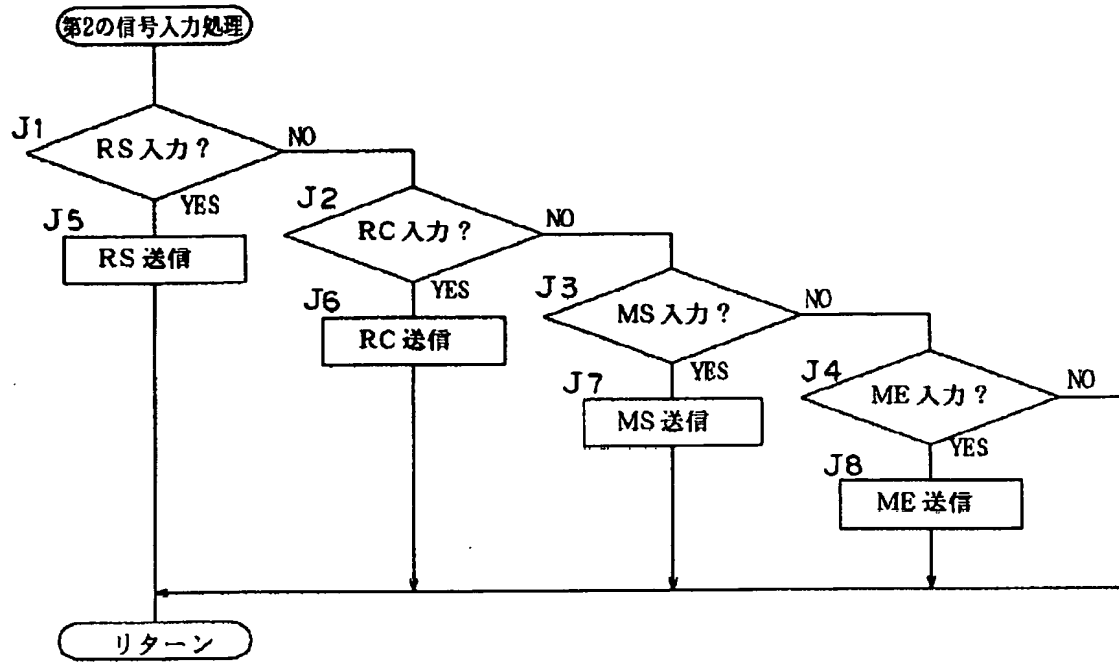 第2の信号入力処理
J1
RS入力?
NO
YES
J5
RS送信
J2
RC入力?
NO
YES
J6
RC送信
J3
MS入力?
NO
YES
J7
MS送信
J4
ME入力?
NO
YES
J8
ME送信
リターン